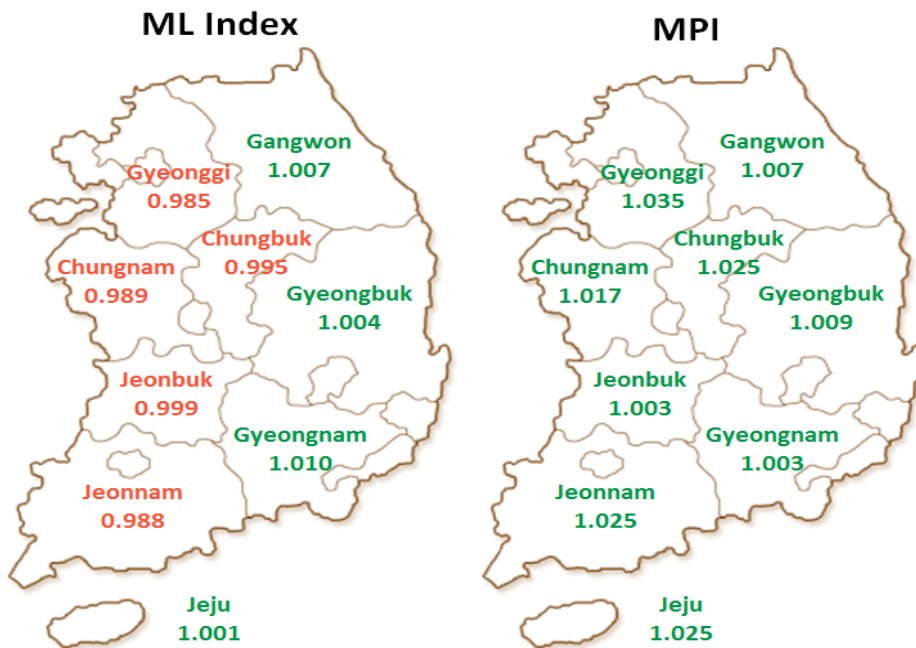 ML Index
Gangwon
1.007
Gyeonggi
0.985
Chungbuk
0.995
Chungnam
0.989
Gyeongbuk
1.004
Jeonbuk
0.999
Gyeongnam
1.010
Jeonnam
0.988
Jeju
1.001
MPI
Gangwon
1.007
Gyeonggi
1.035
Chungbuk
1.025
Chungnam
1.017
Gyeongbuk
1.009
Jeonbuk
1.003
Gyeongnam
1.003
Jeonnam
1.025
Jeju
1.025